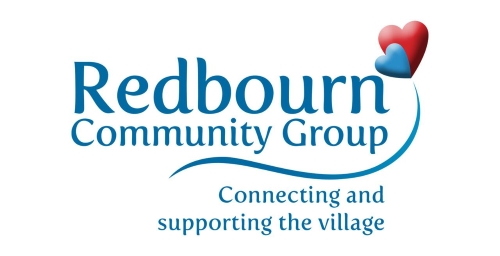 Redbourn
Community Group
Connecting and
supporting the village